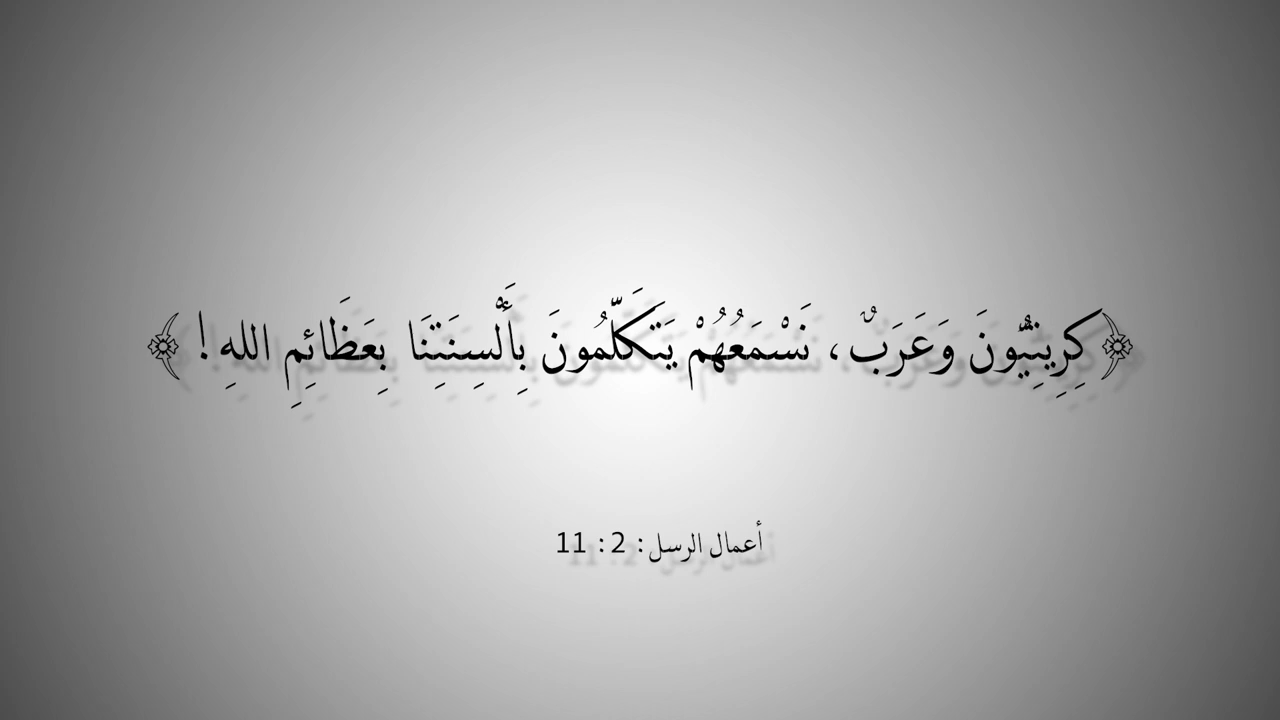 ﴿كِرِيتِيُّونَ وَعَرَبٌ، نَسْمَعُهُمْ يَتَكَلَّمُونَ بِأَلْسِنَتِنَا بِعَظَائِمِ اللهِ!﴾
أعمال الرسل: 2: 11